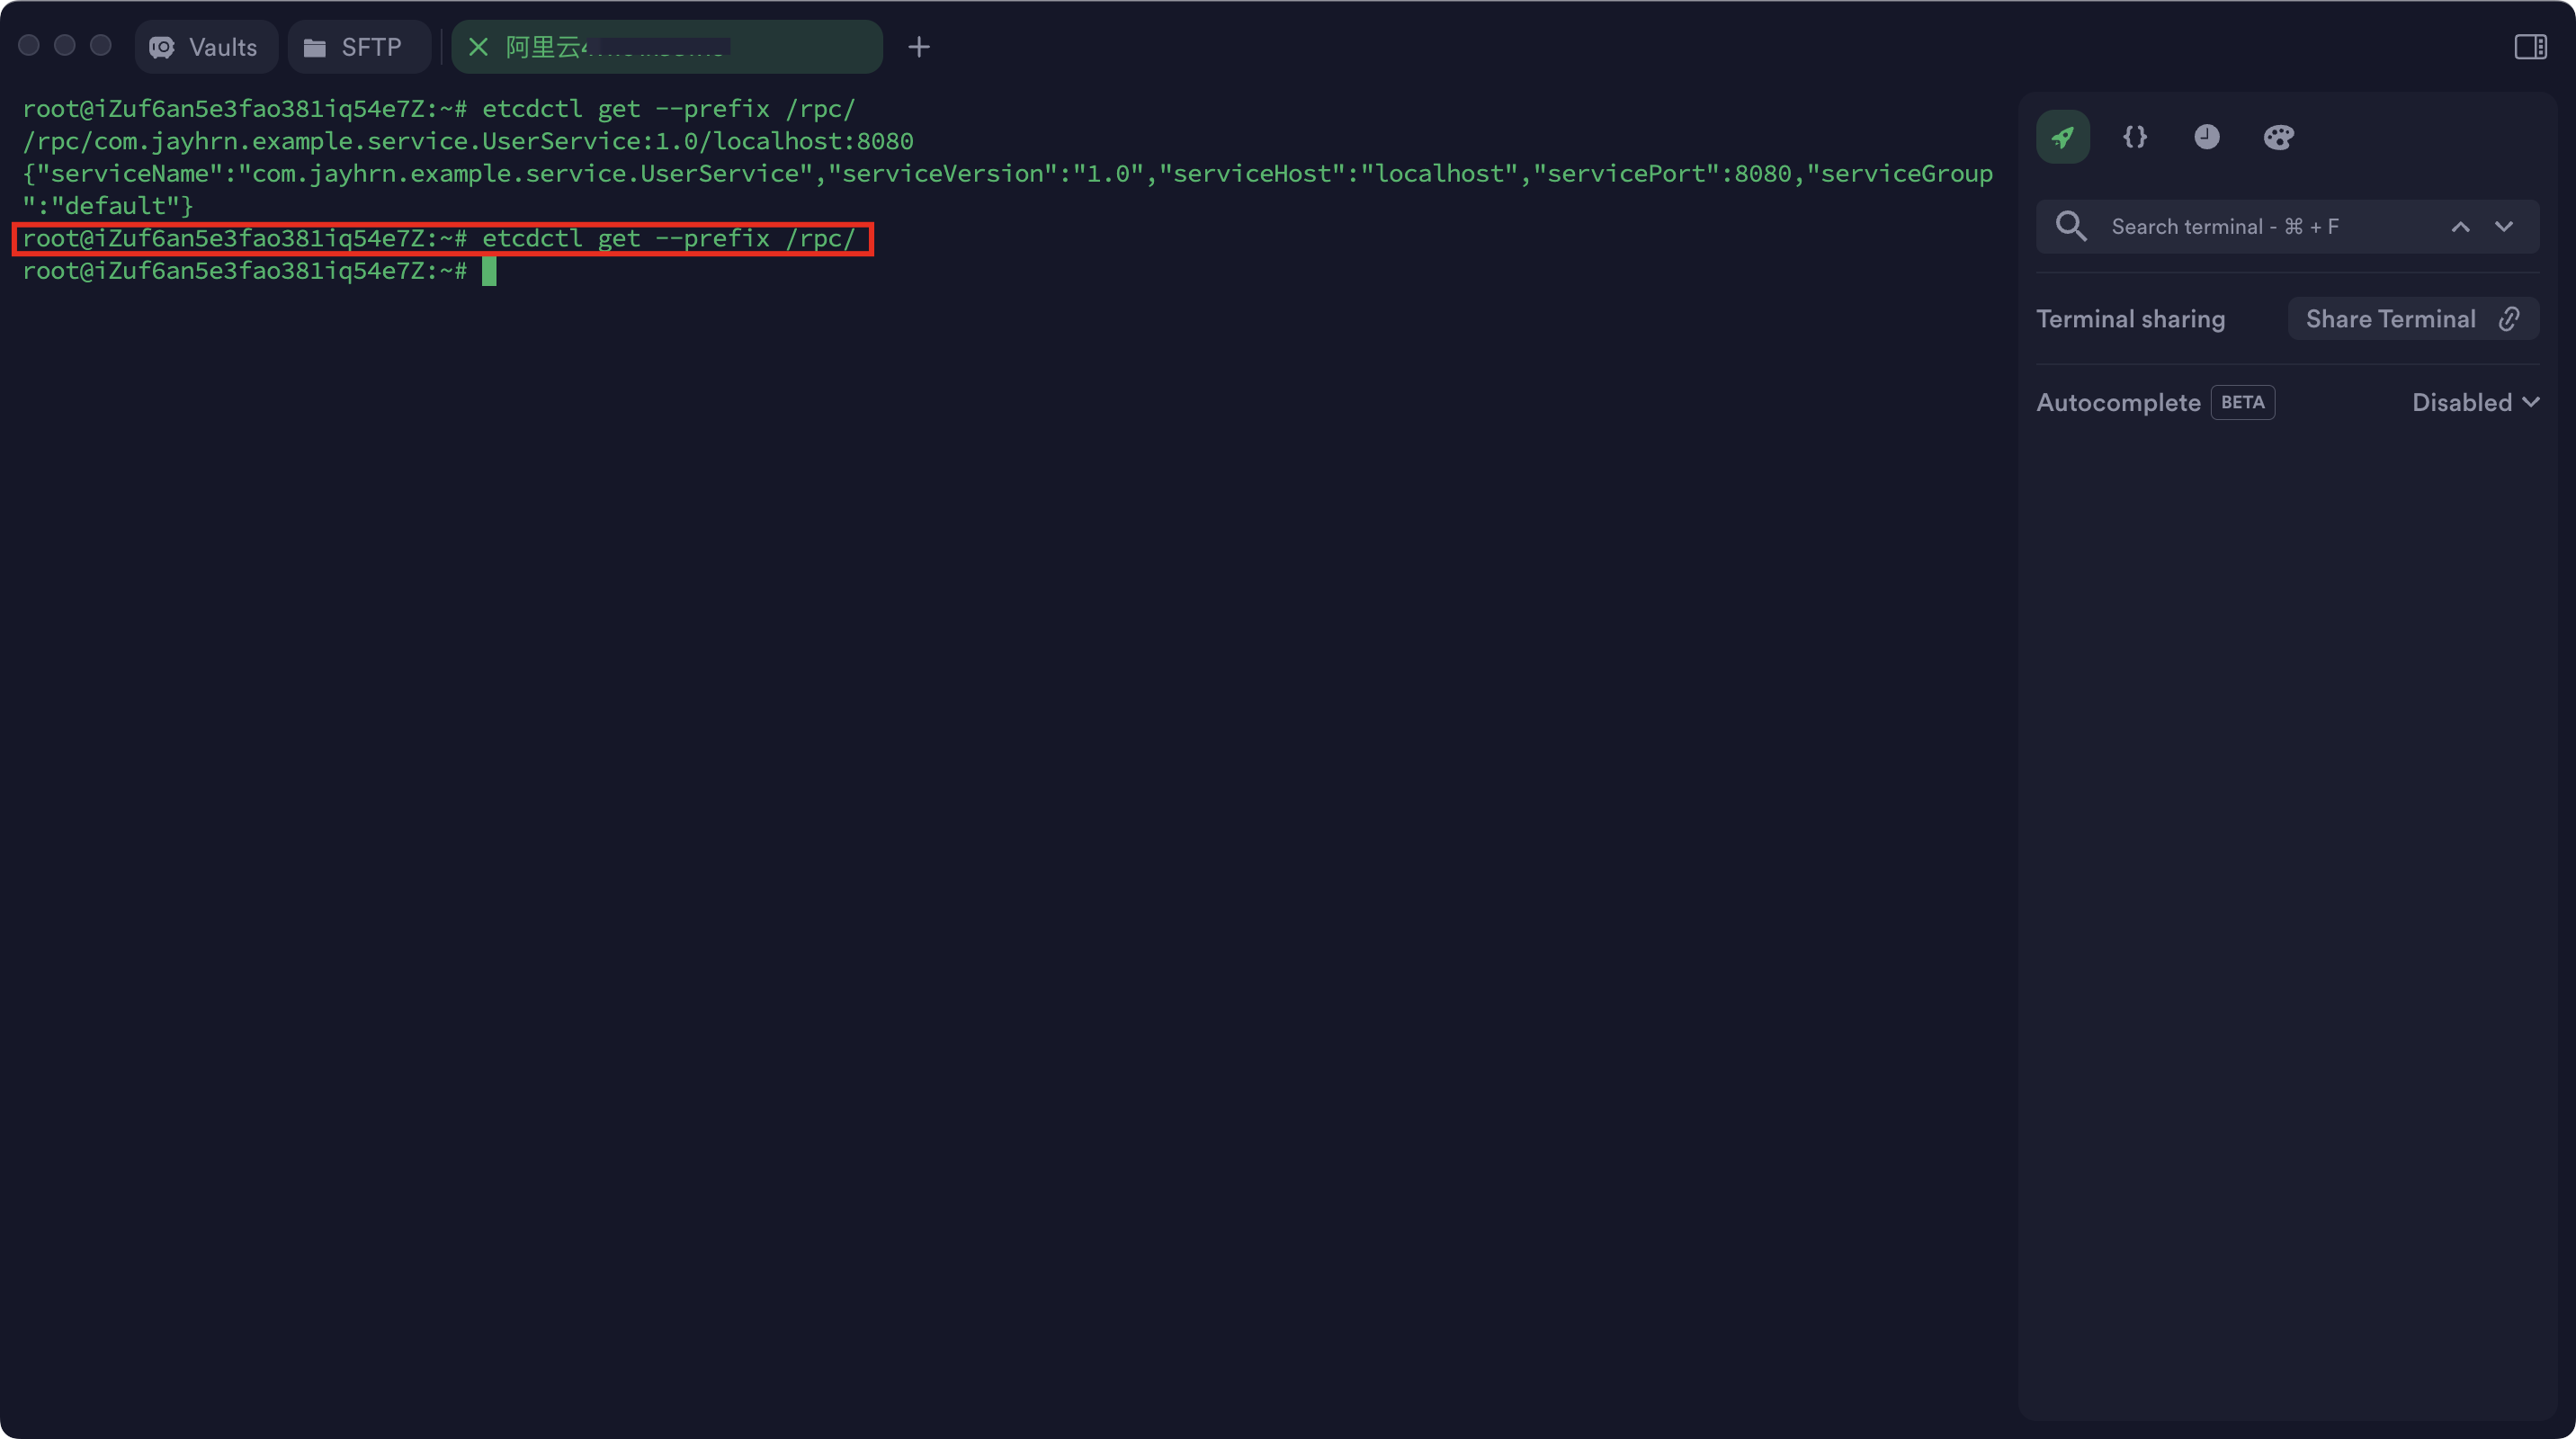 Vaults
SFTP
阿里云
root@iZuf6an5e3fao381iq54e7Z:~# etcdctl get --prefix /rpc/
/rpc/com.jayhrn.example.service.UserService:1.0/localhost:8080
{"serviceName":"com.jayhrn.example.service.UserService","serviceVersion":"1.0","serviceHost":"localhost","servicePort":8080,"serviceGroup
":"default"}
root@iZuf6an5e3fao381iq54e7Z:~# etcdctl get --prefix /rpc/
root@iZuf6an5e3fao381iq54e7Z:~#
Search terminal - ⌘ + F
Terminal sharing
Share Terminal
Autocomplete BETA
Disabled